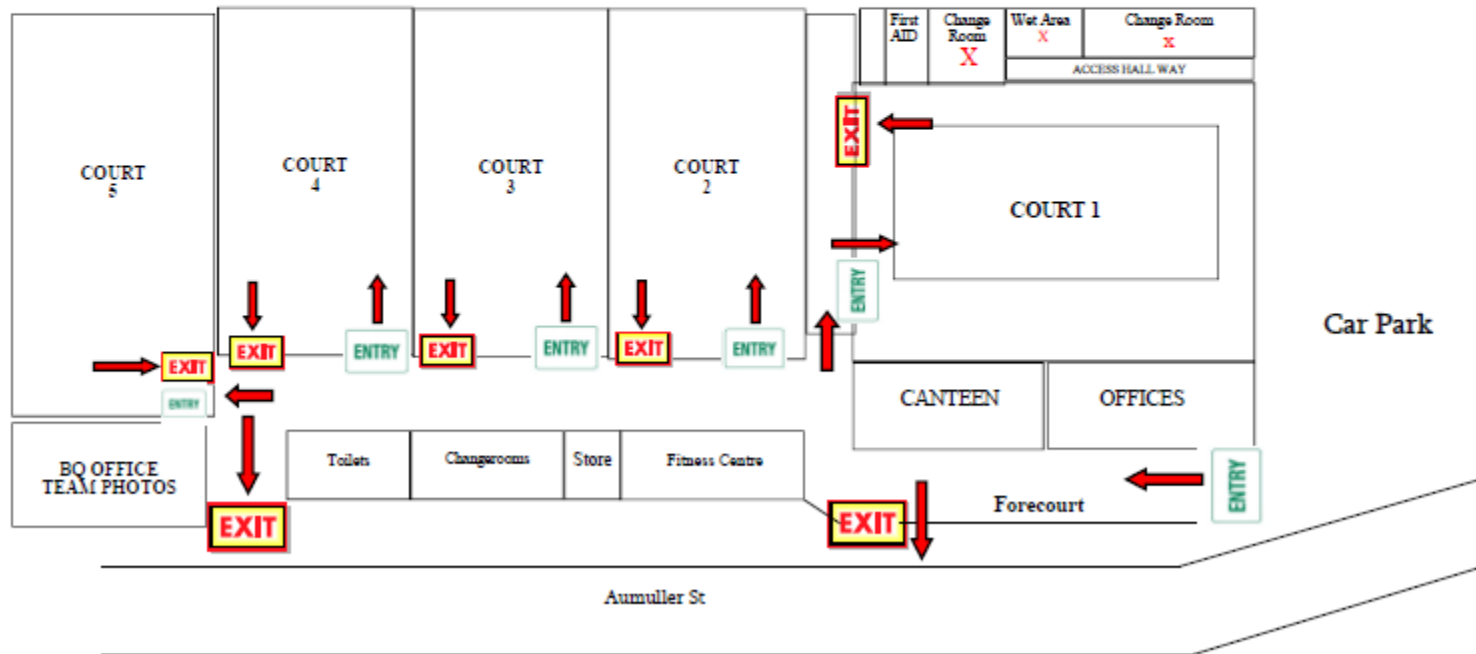 First
AID
Change
Room
X
Wet Area
X
Change Room
X
ACCESS HALL WAY
COURT
5
COURT
4
COURT
3
COURT
2
EXIT
COURT 1
ENTRY
Car Park
EXIT
EXIT
ENTRY
EXIT
ENTRY
EXIT
ENTRY
ENTRY
CANTEEN
OFFICES
BQ OFFICE
TEAM PHOTOS
Toilets
Changerooms
Store
Fitness Centre
EXIT
EXIT
Forecourt
ENTRY
Aumuller St